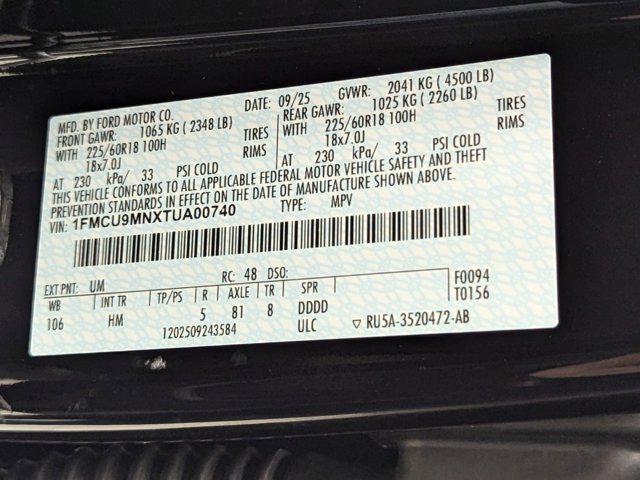 MFD. BY FORD MOTOR CO. DATE: 09/25 GVWR: 2041 KG ( 4500 LB)
FRONT GAWR: 1065 KG ( 2348 LB) REAR GAWR: 1025 KG ( 2260 LB)
WITH 225/60R18 100H TIRES WITH 225/60R18 100H TIRES
18x7.0J RIMS 18x7.0J RIMS
AT 230 kPa/ 33 PSI COLD AT 230 kPa/ 33 PSI COLD
THIS VEHICLE CONFORMS TO ALL APPLICABLE FEDERAL MOTOR VEHICLE SAFETY AND THEFT
PREVENTION STANDARDS IN EFFECT ON THE DATE OF MANUFACTURE SHOWN ABOVE.
VIN: 1FMCU9MNXTUA00740 TYPE: MPV
EXT PNT: UM RC: 48 DSO: F0094
WB INT TR TP/PS R AXLE TR SPR T0156
106 HM 5 81 8 DDDD
1202509243584 ULC ▽ RU5A-3520472-AB